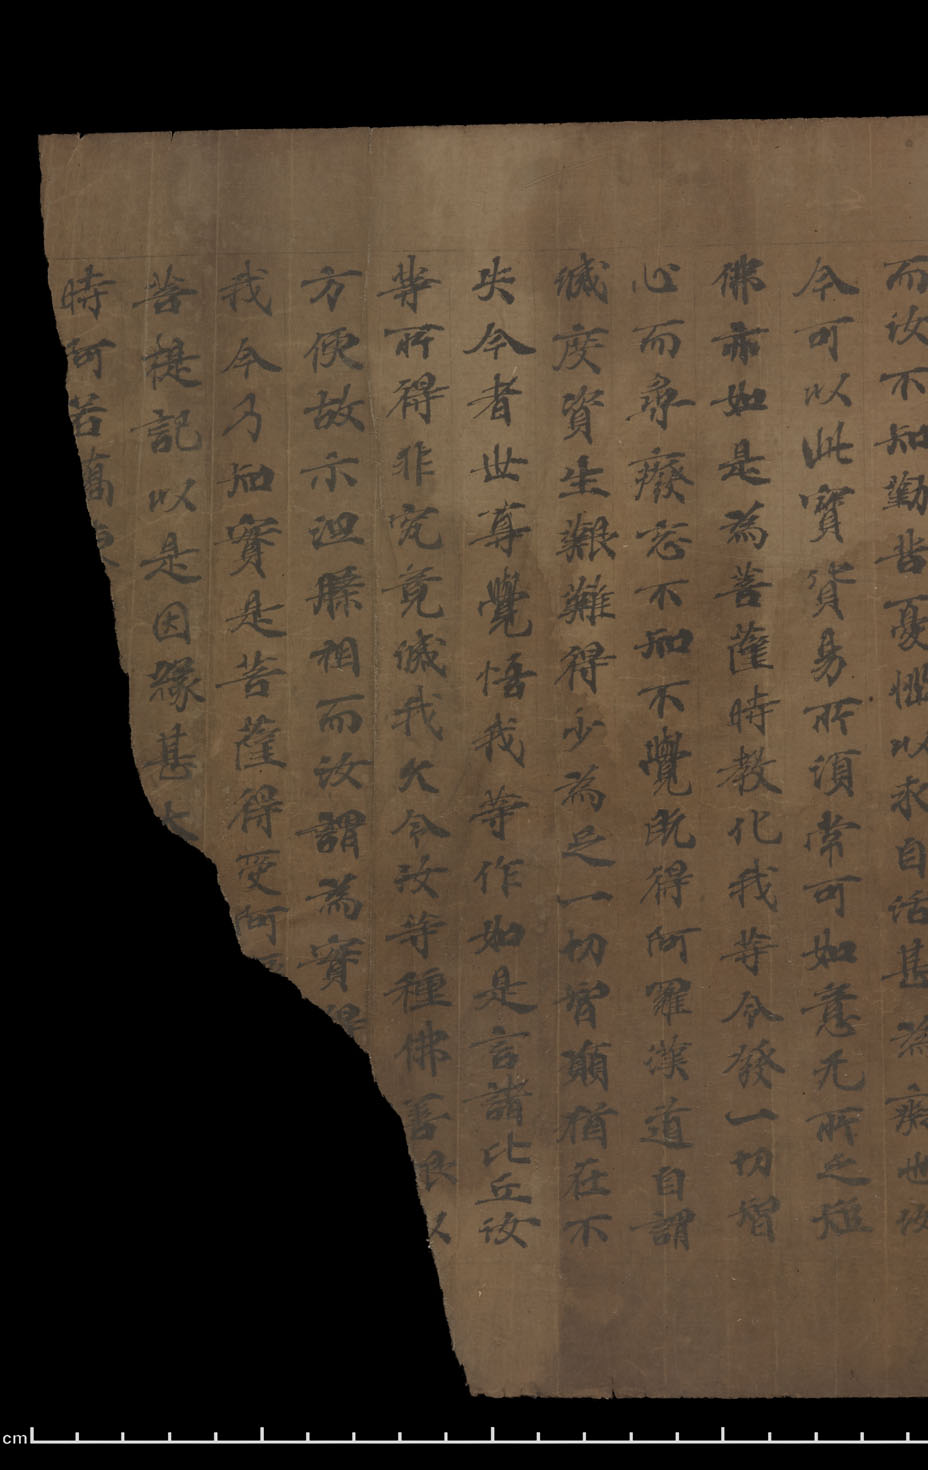 而汝不知勤苦憂惱以求自活甚為癡也汝
今可以此寶貨易所須常可如意无所乏短
佛亦如是為菩薩時教化我等令發一切智
心而尋癈忘不知不覺既得阿羅漢道自謂
滅度資生艱難得少為足一切智願猶在不
失今者世尊覺悟我等作如是言諸比丘汝
等所得非究竟滅我久令汝等種佛善根以
方便故示涅槃相而汝謂為實得
我今乃知實是菩薩得受阿
菩提記以是因緣甚大
時阿若憍